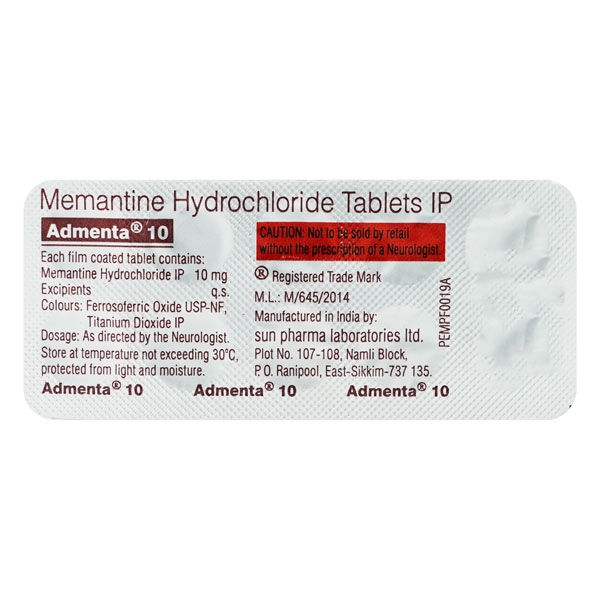 Memantine Hydrochloride Tablets IP
Admenta® 10
Each film coated tablet contains:
Memantine Hydrochloride IP 10 mg
Excipients q.s.
Colours: Ferrosoferric Oxide USP-NF,
Titanium Dioxide IP
Dosage: As directed by the Neurologist.
Store at temperature not exceeding 30°C,
protected from light and moisture.
CAUTION: Not to be sold by retail
without the prescription of a Neurologist.
® Registered Trade Mark
M.L.: M/645/2014
Manufactured in India by:
sun pharma laboratories ltd.
Plot No. 107-108, Namli Block,
P.O. Ranipool, East-Sikkim-737 135.
PEMPF0019A
Admenta® 10 Admenta® 10 Admenta® 10